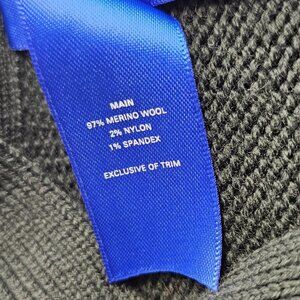 MAIN
97% MERINO WOOL
2% NYLON
1% SPANDEX
EXCLUSIVE OF TRIM